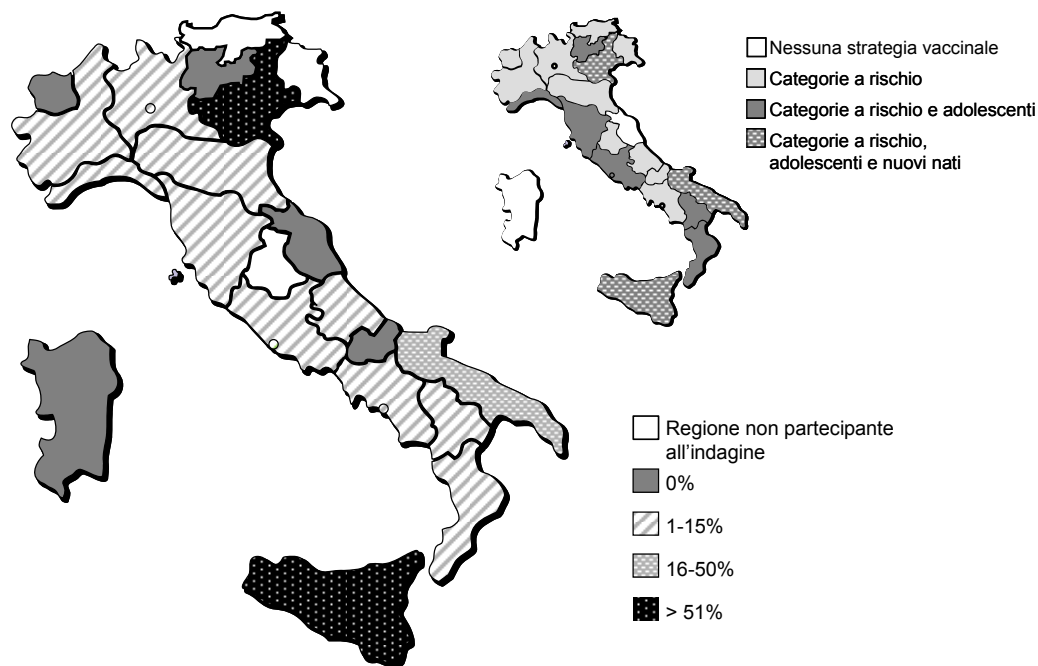 Nessuna strategia vaccinale
Categorie a rischio
Categorie a rischio e adolescenti
Categorie a rischio,
adolescenti e nuovi nati
Regione non partecipante
all'indagine
0%
1-15%
16-50%
> 51%